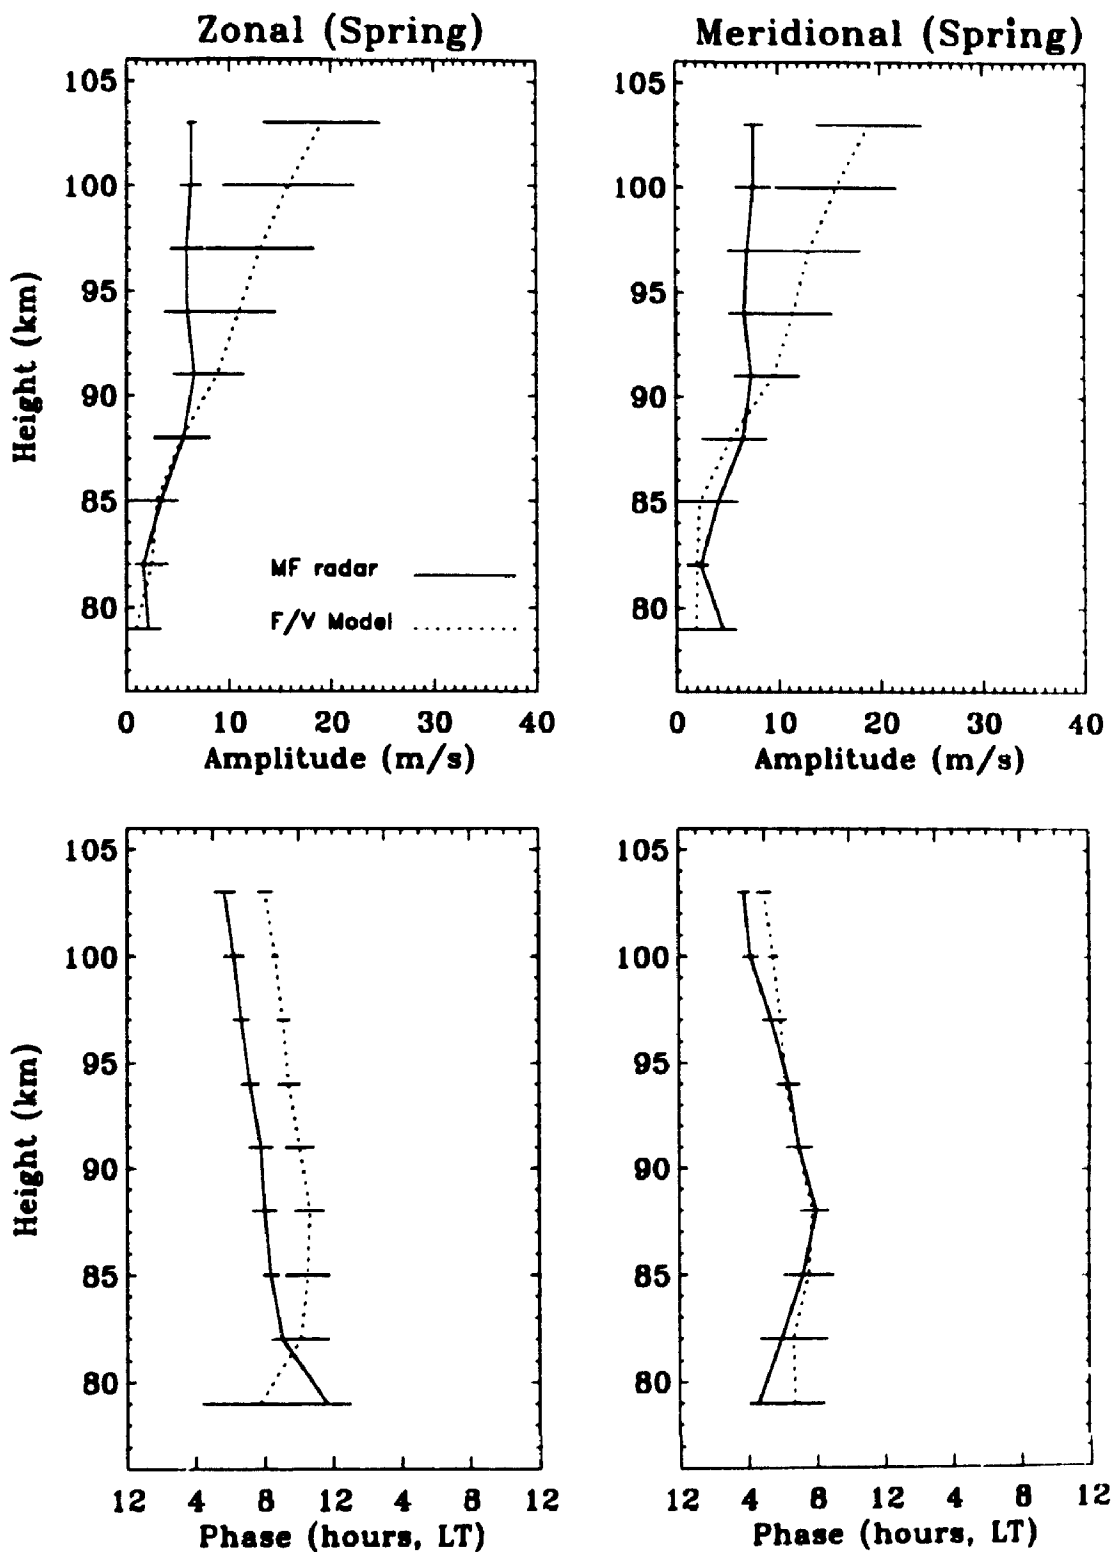 Zonal (Spring)
Meridional (Spring)
105
100
95
90
85
80
Height (km)
MF radar
F/V Model
0 10 20 30 40
Amplitude (m/s)
105
100
95
90
85
80
0 10 20 30 40
Amplitude (m/s)
105
100
95
90
85
80
Height (km)
12 4 8 12 4 8 12
Phase (hours, LT)
105
100
95
90
85
80
12 4 8 12 4 8 12
Phase (hours, LT)